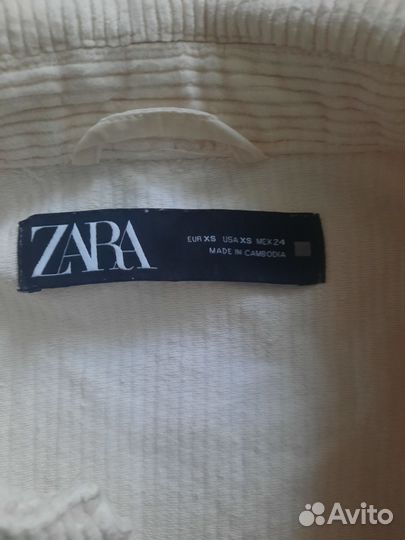 ZARA
EUR XS USA XS MEX 24
MADE IN CAMBODIA
Avito